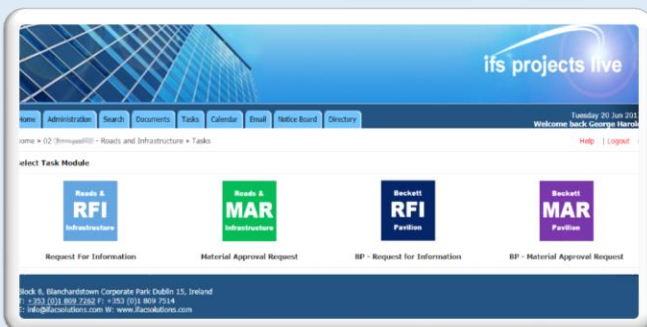 ifs projects live
Home Administration Search Documents Tasks Calendar Email Notice Board Directory
Tuesday 20 Jun 201
Welcome back George Harol
ome » 02 - Roads and Infrastructure » Tasks
Help | Logout
Select Task Module
Roads &
RFI
Infrastructure
Roads &
MAR
Infrastructure
Beckett
RFI
Pavilion
Beckett
MAR
Pavilion
Request For Information
Material Approval Request
BP - Request for Information
BP - Material Approval Request
Block 8, Blanchardstown Corporate Park Dublin 15, Ireland
T: +353 (0)1 809 7262 F: +353 (0)1 809 7514
E: info@ifacsolutions.com W: www.ifacsolutions.com